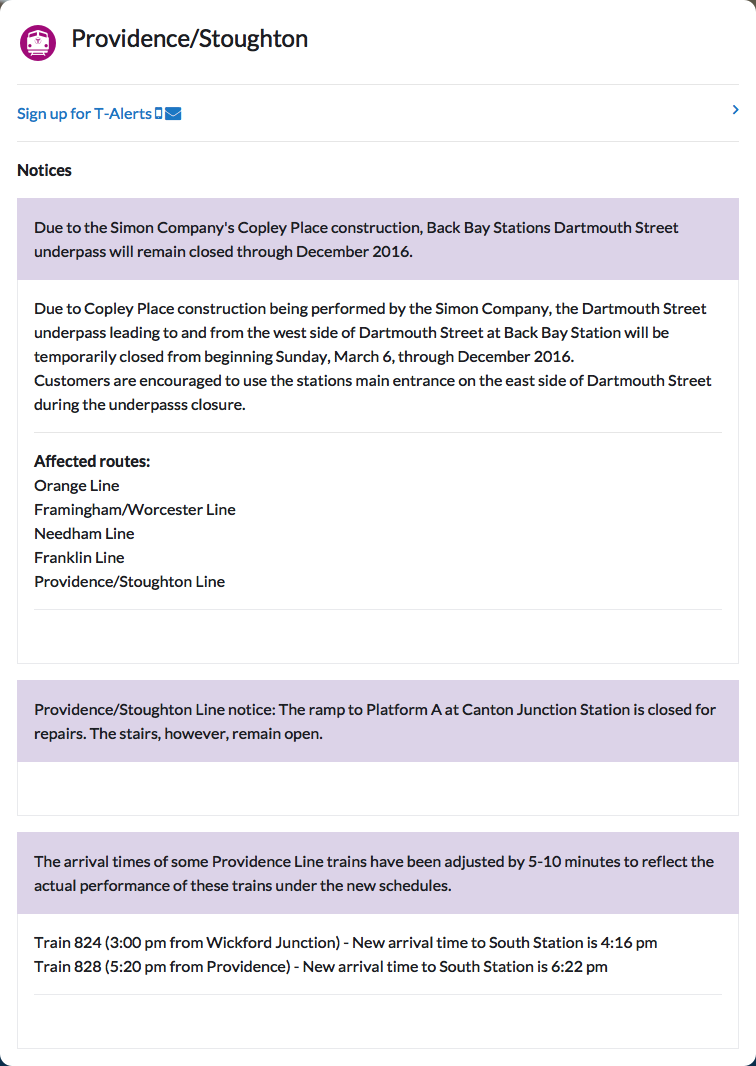 Providence/Stoughton
Sign up for T-Alerts
Notices
Due to the Simon Company's Copley Place construction, Back Bay Stations Dartmouth Street
underpass will remain closed through December 2016.
Due to Copley Place construction being performed by the Simon Company, the Dartmouth Street
underpass leading to and from the west side of Dartmouth Street at Back Bay Station will be
temporarily closed from beginning Sunday, March 6, through December 2016.
Customers are encouraged to use the stations main entrance on the east side of Dartmouth Street
during the underpasss closure.
Affected routes:
Orange Line
Framingham/Worcester Line
Needham Line
Franklin Line
Providence/Stoughton Line
Providence/Stoughton Line notice: The ramp to Platform A at Canton Junction Station is closed for
repairs. The stairs, however, remain open.
The arrival times of some Providence Line trains have been adjusted by 5-10 minutes to reflect the
actual performance of these trains under the new schedules.
Train 824 (3:00 pm from Wickford Junction) - New arrival time to South Station is 4:16 pm
Train 828 (5:20 pm from Providence) - New arrival time to South Station is 6:22 pm